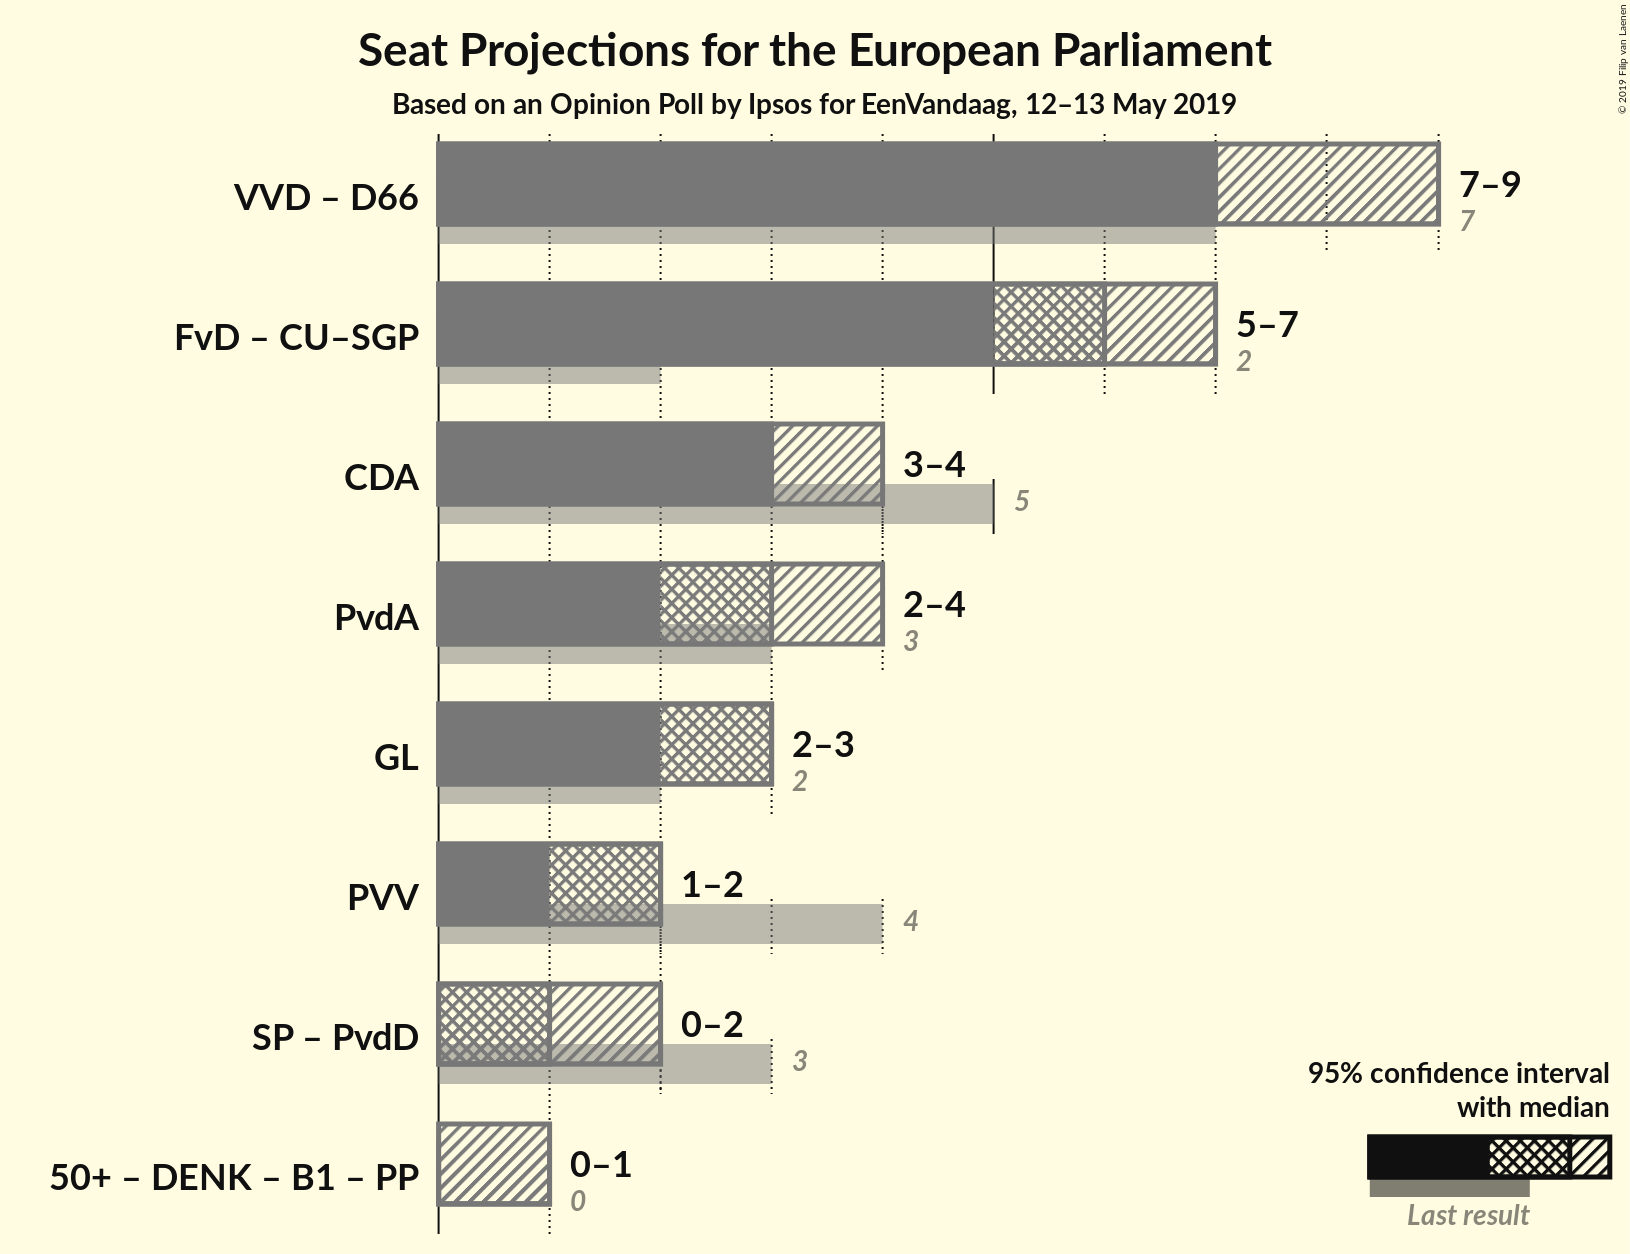 Seat Projections for the European Parliament
Based on an Opinion Poll by Ipsos for EenVandaag, 12–13 May 2019
© 2019 Filip van Laenen
VVD – D66
7–9
7
FvD – CU–SGP
5–7
2
CDA
3–4
5
PvdA
2–4
3
GL
2–3
2
PVV
1–2
4
SP – PvdD
0–2
3
50+ – DENK – B1 – PP
0–1
0
95% confidence interval
with median
Last result